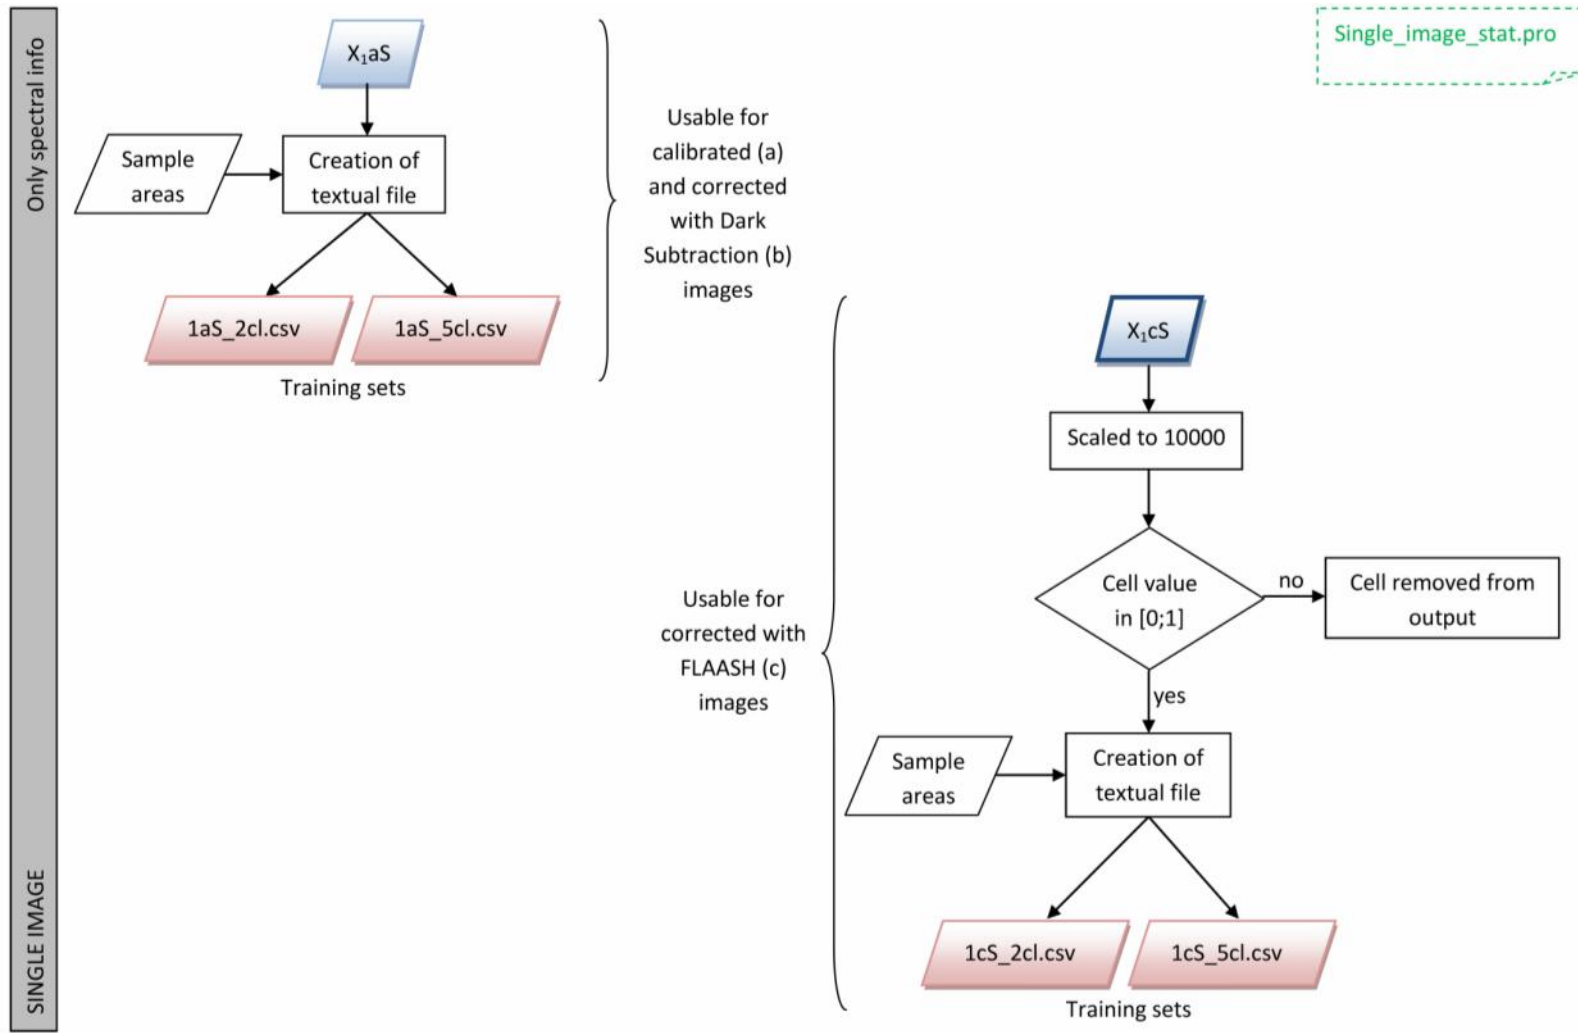 Only spectral info
SINGLE IMAGE
Single_image_stat.pro
X₁aS
Sample
areas
Creation of
textual file
1aS_2cl.csv
1aS_5cl.csv
Training sets
Usable for
calibrated (a)
and corrected
with Dark
Subtraction (b)
images
Usable for
corrected with
FLAASH (c)
images
X₁cS
Scaled to 10000
Cell value
in [0;1]
no
Cell removed from
output
yes
Sample
areas
Creation of
textual file
1cS_2cl.csv
1cS_5cl.csv
Training sets